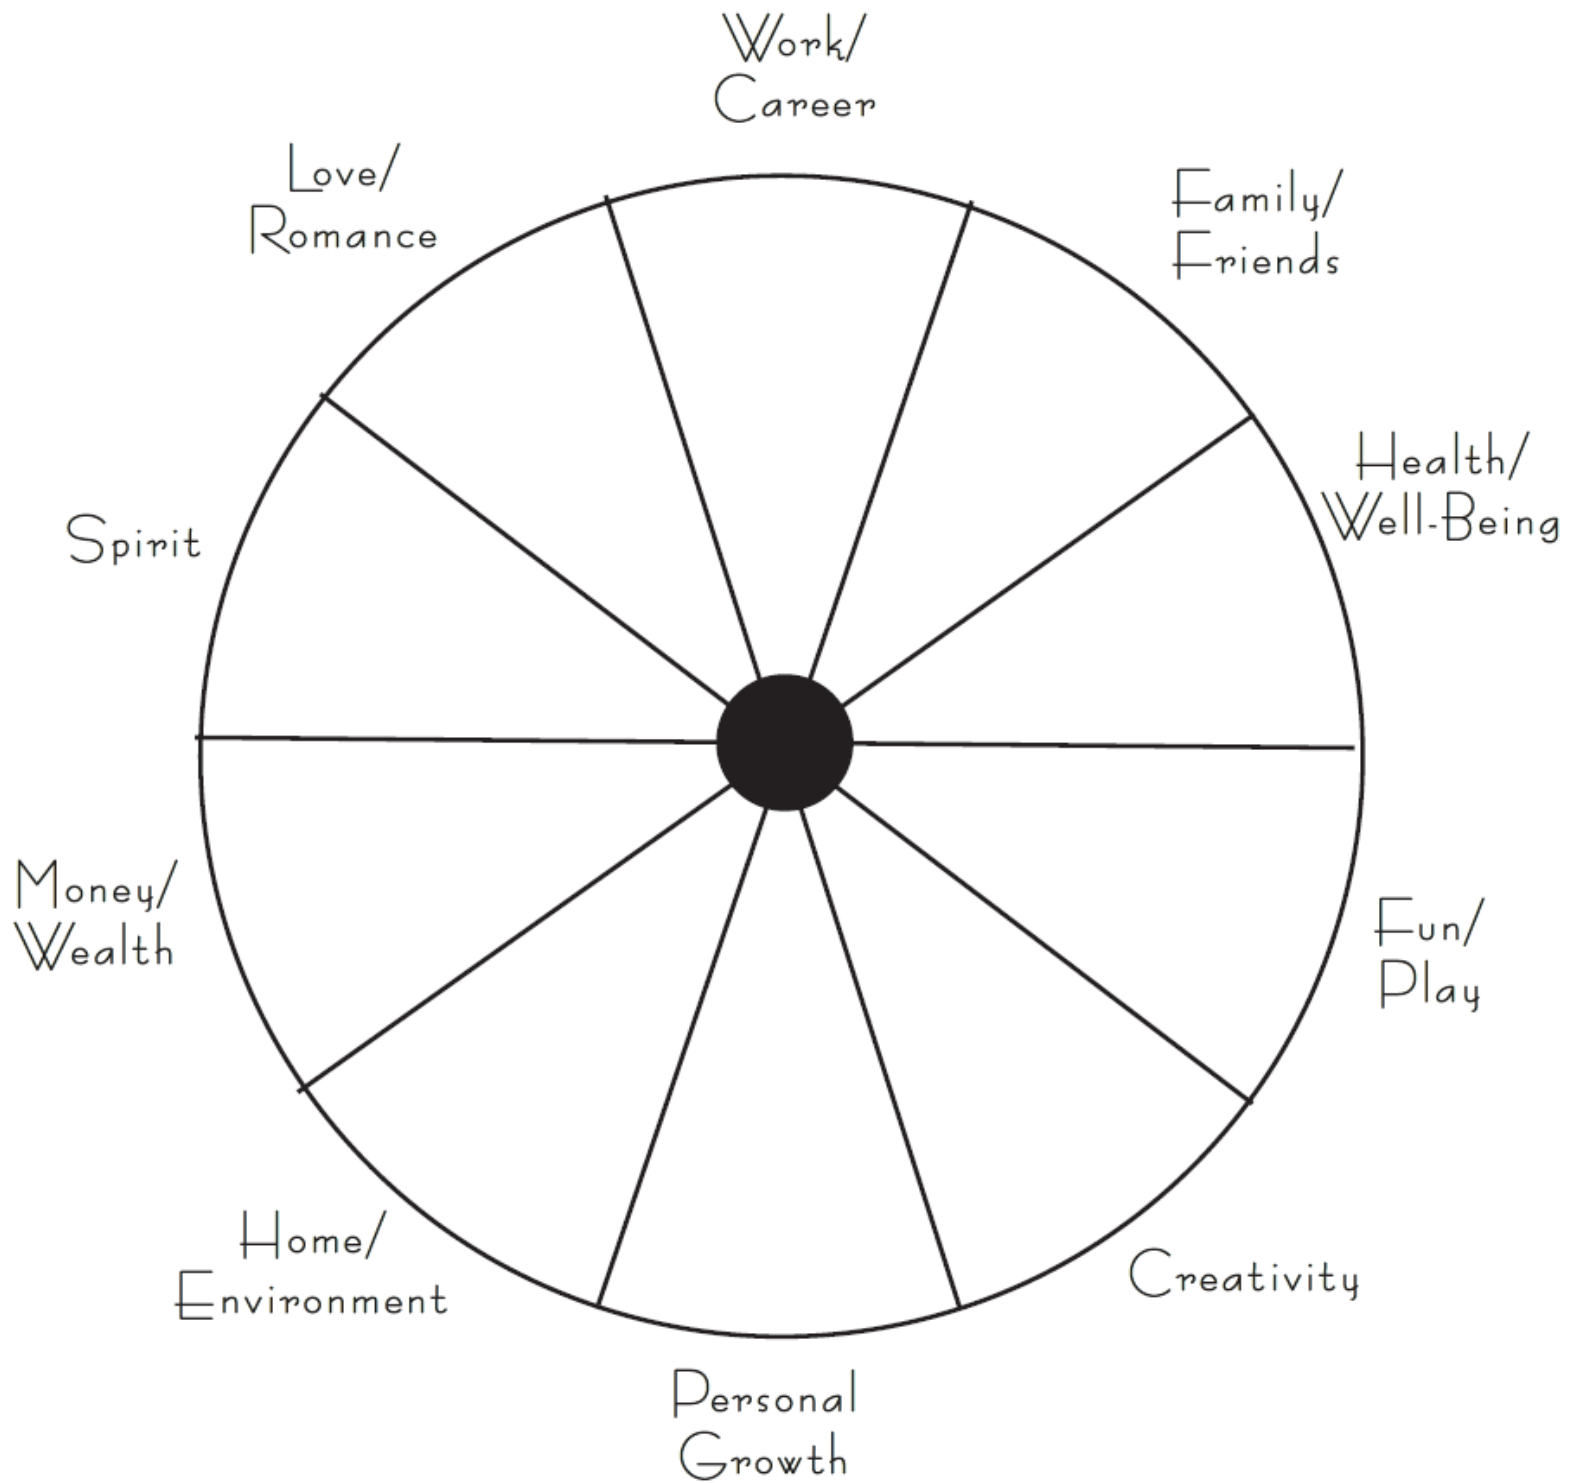 Work/
Career
Love/
Romance
Family/
Friends
Health/
Well-Being
Spirit
Money/
Wealth
Fun/
Play
Home/
Environment
Creativity
Personal
Growth